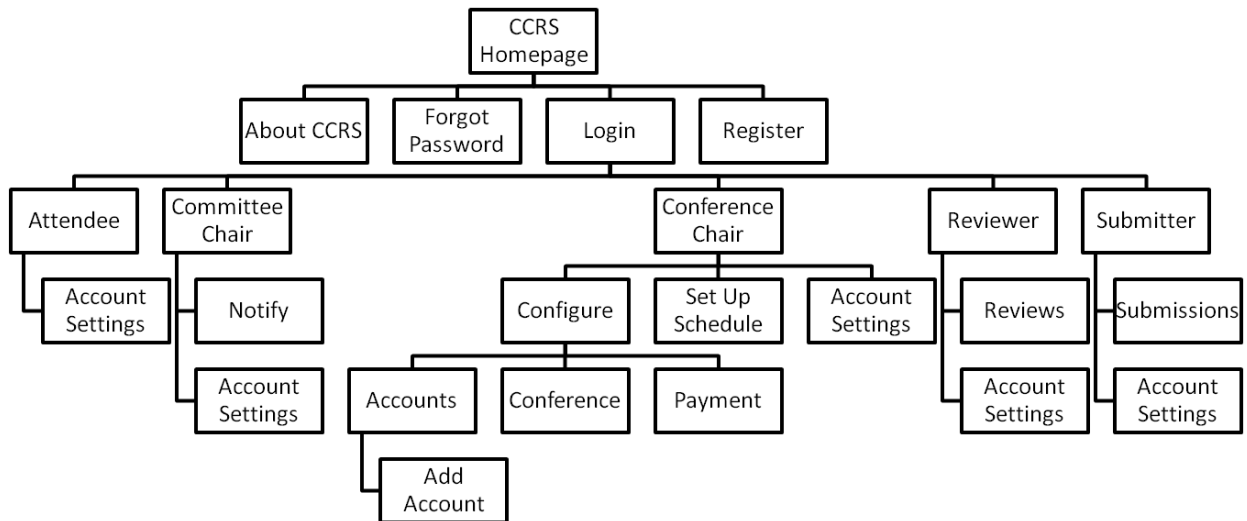 CCRS
Homepage
About CCRS
Forgot
Password
Login
Register
Attendee
Committee
Chair
Conference
Chair
Reviewer
Submitter
Account
Settings
Notify
Configure
Set Up
Schedule
Account
Settings
Reviews
Submissions
Account
Settings
Accounts
Conference
Payment
Account
Settings
Account
Settings
Add
Account